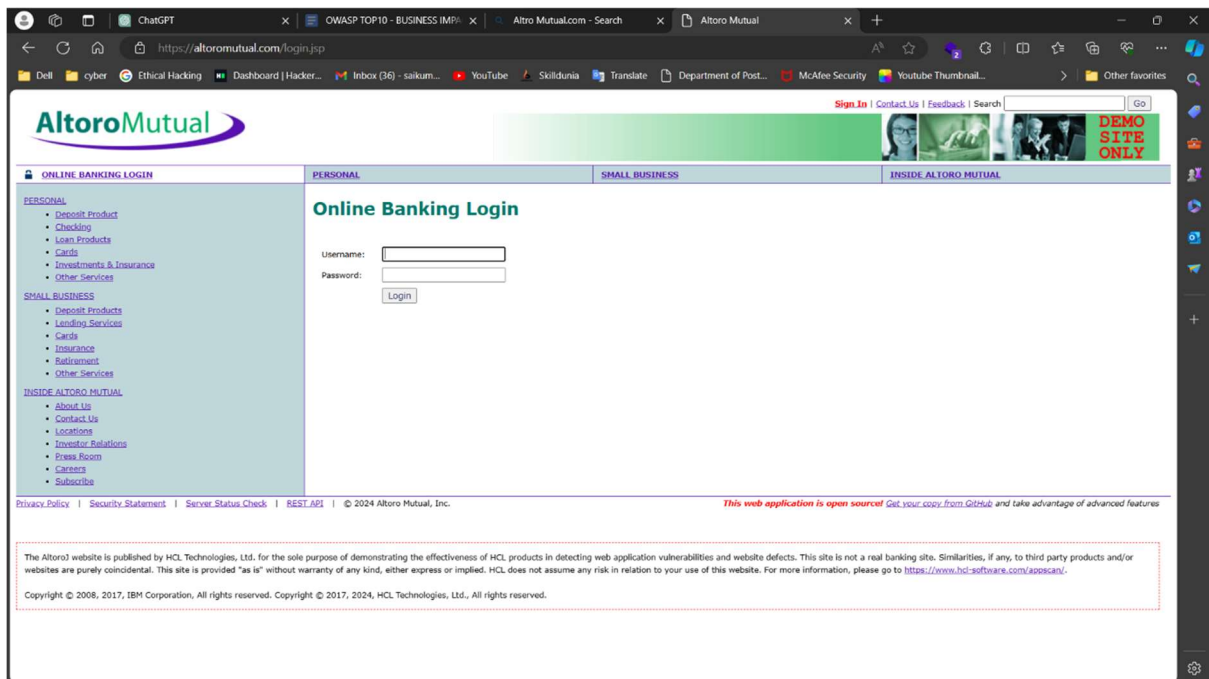 ChatGPT
OWASP TOP10 - BUSINESS IMPA
Altro Mutual.com - Search
Altoro Mutual
https://altoromutual.com/login.jsp
Dell
cyber
Ethical Hacking
Dashboard | Hacker...
Inbox (36) - saikum...
YouTube
Skilldunia
Translate
Department of Post...
McAfee Security
Youtube Thumbnail...
Other favorites
Sign In | Contact Us | Feedback | Search
Go
AltoroMutual
DEMO
SITE
ONLY
ONLINE BANKING LOGIN
PERSONAL
SMALL BUSINESS
INSIDE ALTORO MUTUAL
PERSONAL
Deposit Product
Checking
Loan Products
Cards
Investments & Insurance
Other Services
SMALL BUSINESS
Deposit Products
Lending Services
Cards
Insurance
Retirement
Other Services
INSIDE ALTORO MUTUAL
About Us
Contact Us
Locations
Investor Relations
Press Room
Careers
Subscribe
Online Banking Login
Username:
Password:
Login
Privacy Policy | Security Statement | Server Status Check | REST API | © 2024 Altoro Mutual, Inc.
This web application is open source! Get your copy from GitHub and take advantage of advanced features
The AltoroJ website is published by HCL Technologies, Ltd. for the sole purpose of demonstrating the effectiveness of HCL products in detecting web application vulnerabilities and website defects. This site is not a real banking site. Similarities, if any, to third party products and/or
websites are purely coincidental. This site is provided "as is" without warranty of any kind, either express or implied. HCL does not assume any risk in relation to your use of this website. For more information, please go to https://www.hcl-software.com/appscan/.
Copyright © 2008, 2017, IBM Corporation, All rights reserved. Copyright © 2017, 2024, HCL Technologies, Ltd., All rights reserved.